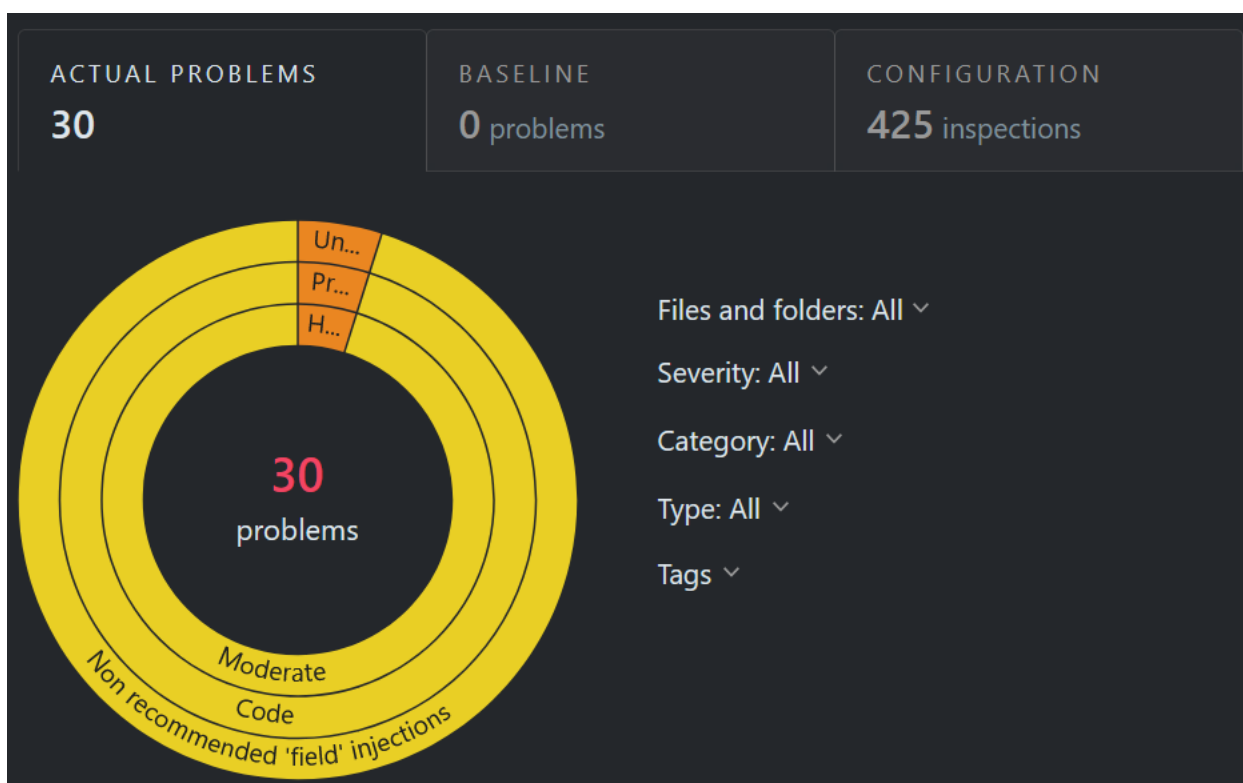 ACTUAL PROBLEMS
30
BASELINE
0 problems
CONFIGURATION
425 inspections
Un...
Pr...
H...
30
problems
Moderate
Code
Non recommended 'field' injections
Files and folders: All
Severity: All
Category: All
Type: All
Tags